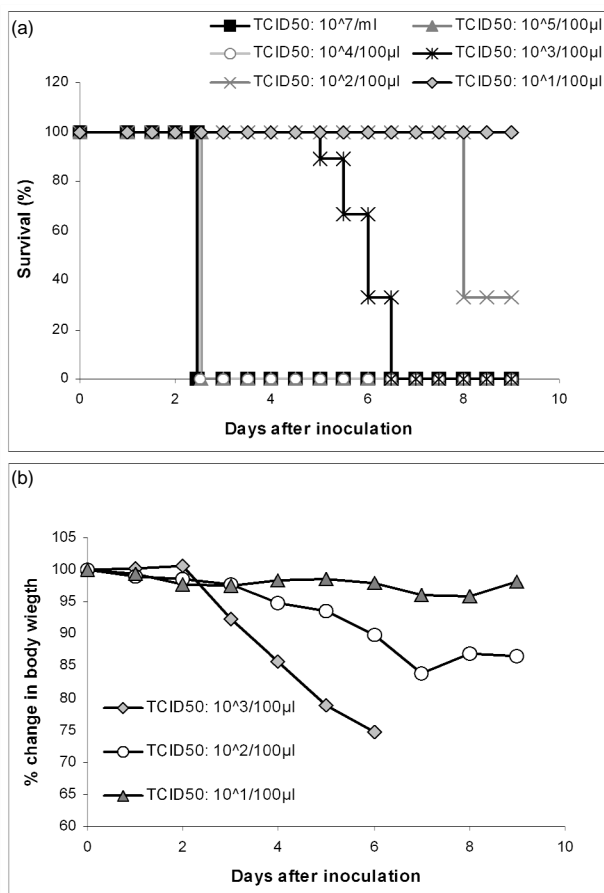 (a)
TCID50: 10^7/ml TCID50: 10^5/100µl
TCID50: 10^4/100µl TCID50: 10^3/100µl
TCID50: 10^2/100µl TCID50: 10^1/100µl
120
100
80
60
40
20
0
Survival (%)
0 2 4 6 8 10
Days after inoculation
(b)
105
100
95
90
85
80
75
70
65
60
% change in body wiegth
TCID50: 10^3/100µl
TCID50: 10^2/100µl
TCID50: 10^1/100µl
0 2 4 6 8 10
Days after inoculation